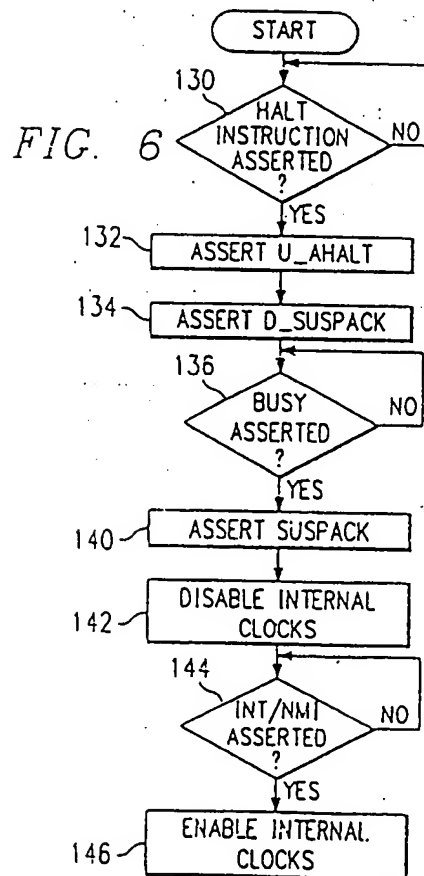 START
130
HALT
INSTRUCTION
ASSERTED
?
NO
FIG. 6
YES
132
ASSERT U_AHALT
134
ASSERT D_SUSPACK
136
BUSY
ASSERTED
?
NO
YES
140
ASSERT SUSPACK
142
DISABLE INTERNAL
CLOCKS
144
INT/NMI
ASSERTED
?
NO
YES
146
ENABLE INTERNAL
CLOCKS